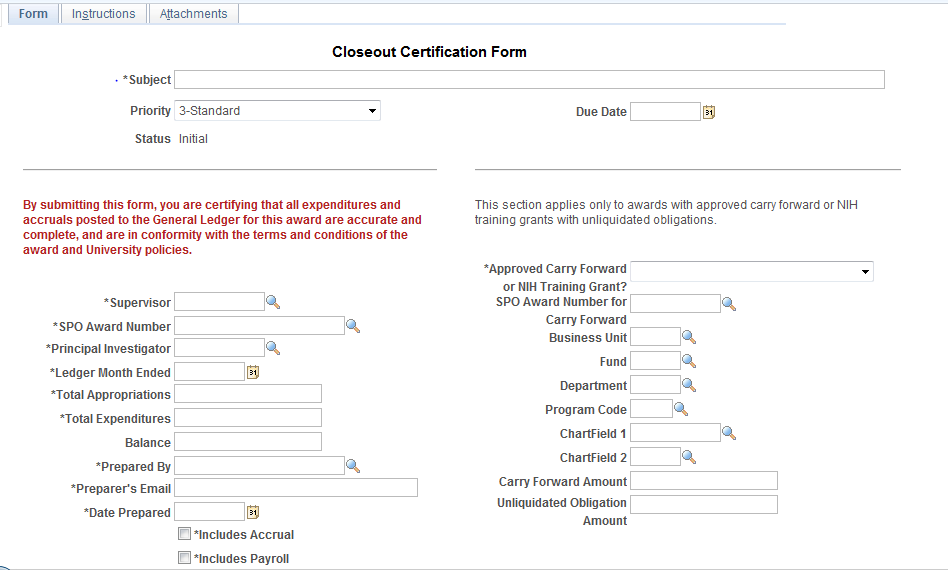 Form Instructions Attachments
Closeout Certification Form
*Subject
Priority 3-Standard Due Date 31
Status Initial
By submitting this form, you are certifying that all expenditures and
accruals posted to the General Ledger for this award are accurate and
complete, and are in conformity with the terms and conditions of the
award and University policies.
*Supervisor
*SPO Award Number
*Principal Investigator
*Ledger Month Ended 31
*Total Appropriations
*Total Expenditures
Balance
*Prepared By
*Preparer's Email
*Date Prepared 31
*Includes Accrual
*Includes Payroll
This section applies only to awards with approved carry forward or NIH
training grants with unliquidated obligations.
*Approved Carry Forward
or NIH Training Grant?
SPO Award Number for
Carry Forward
Business Unit
Fund
Department
Program Code
ChartField 1
ChartField 2
Carry Forward Amount
Unliquidated Obligation
Amount